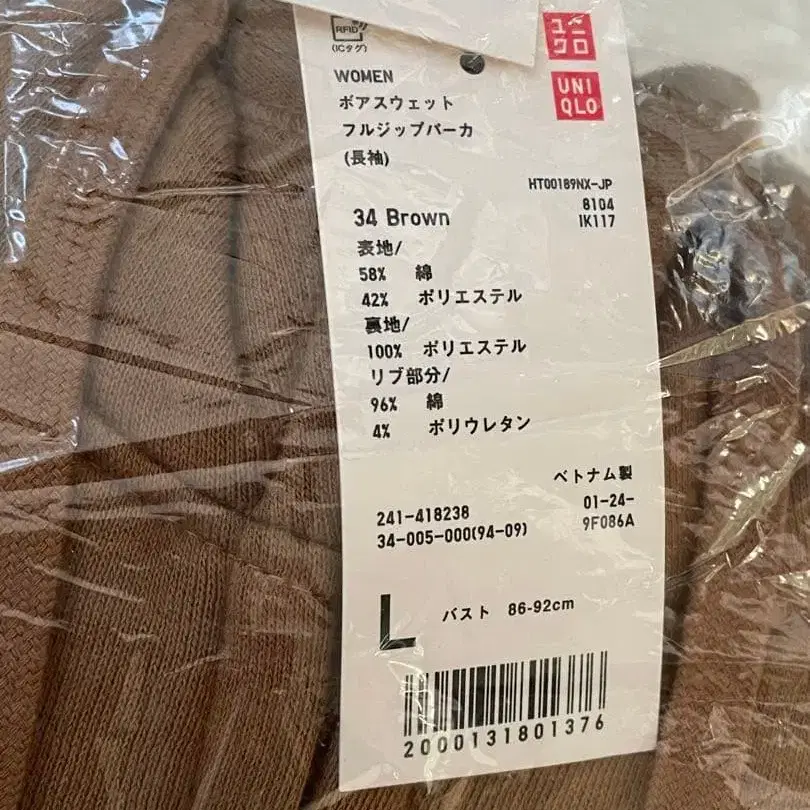 RFID
(ICタグ)
ユニ
クロ
UNI
QLO
WOMEN
ボアスウェット
フルジップパーカ
(長袖)
HT00189NX-JP
8104
IK117
34 Brown
表地/
58% 綿
42% ポリエステル
裏地/
100% ポリエステル
リブ部分/
96% 綿
4% ポリウレタン
ベトナム製
241-418238
01-24-
34-005-000(94-09)
9F086A
L バスト 86-92cm
2000131801376